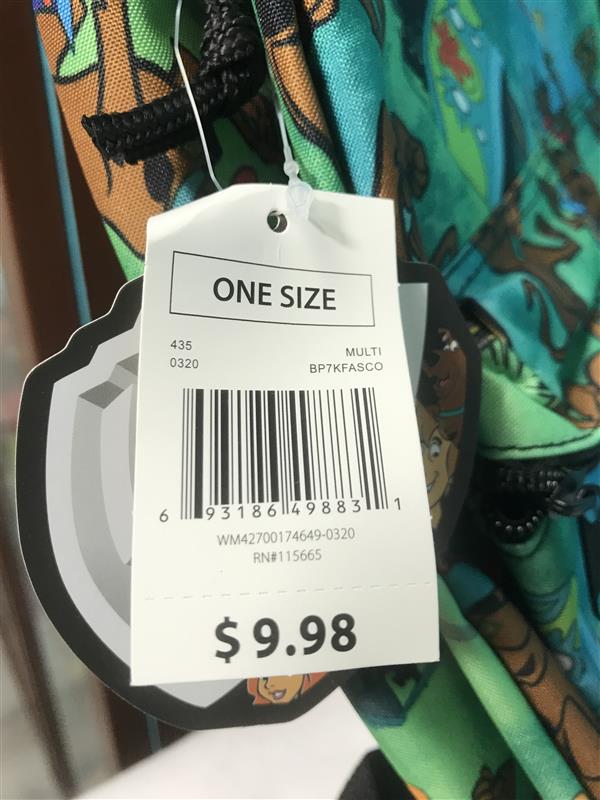 ONE SIZE
435
0320
MULTI
BP7KFASCO
6 93186 49883 1
WM42700174649-0320
RN#115665
$ 9.98